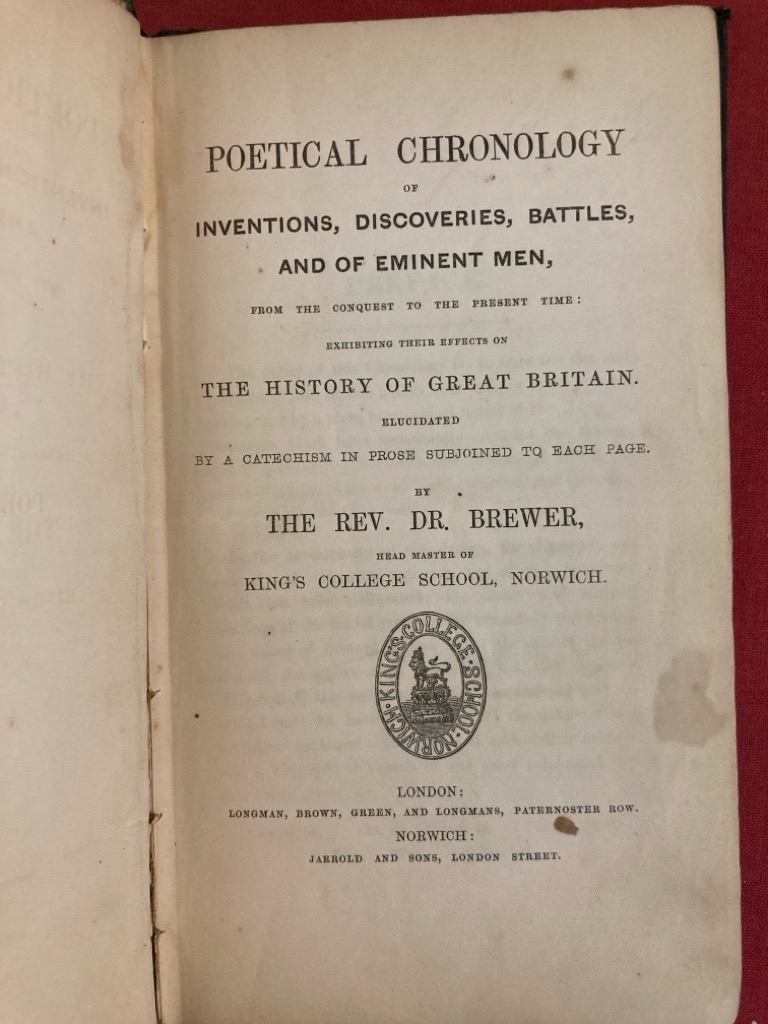 POETICAL CHRONOLOGY
OF
INVENTIONS, DISCOVERIES, BATTLES,
AND OF EMINENT MEN,
FROM THE CONQUEST TO THE PRESENT TIME:
EXHIBITING THEIR EFFECTS ON
THE HISTORY OF GREAT BRITAIN.
ELUCIDATED
BY A CATECHISM IN PROSE SUBJOINED TO EACH PAGE.
BY
THE REV. DR. BREWER,
HEAD MASTER OF
KING'S COLLEGE SCHOOL, NORWICH.
KING'S·COLLEGE·SCHOOL·NORWICH·
LONDON:
LONGMAN, BROWN, GREEN, AND LONGMANS, PATERNOSTER ROW.
NORWICH:
JARROLD AND SONS, LONDON STREET.